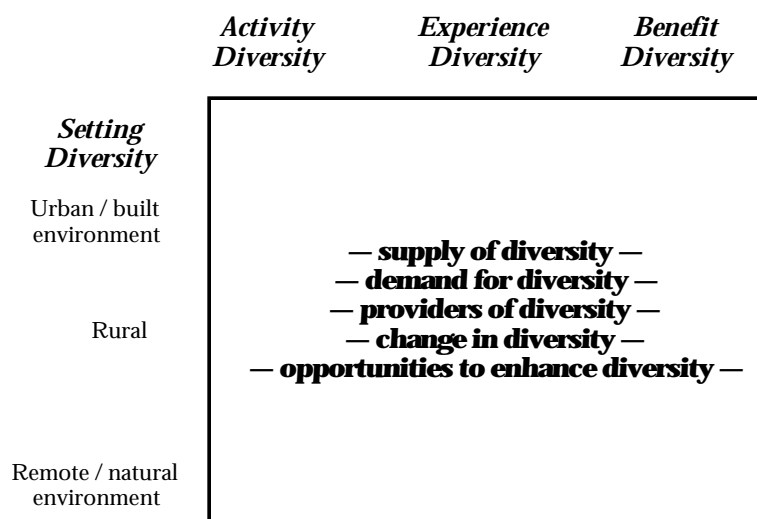 Activity Diversity
Experience Diversity
Benefit Diversity
Setting
Diversity
Urban / built
environment
— supply of diversity —
— demand for diversity —
— providers of diversity —
Rural
— change in diversity —
— opportunities to enhance diversity —
Remote / natural
environment